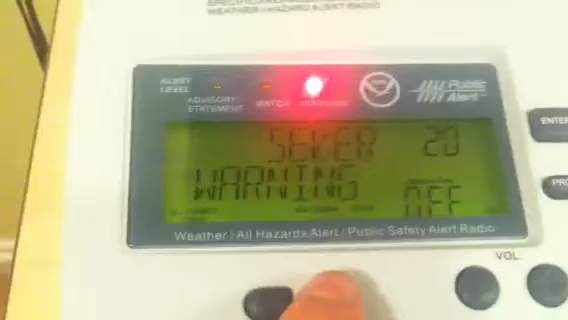 WEATHER / HAZARD ALERT RADIO
ALERT
LEVEL
ADVISORY
STATEMENT
WATCH
Public
Alert
ENTER
SEVER 20
WARNING
OFF
Weather / All Hazards Alert / Public Safety Alert Radio
VOL.